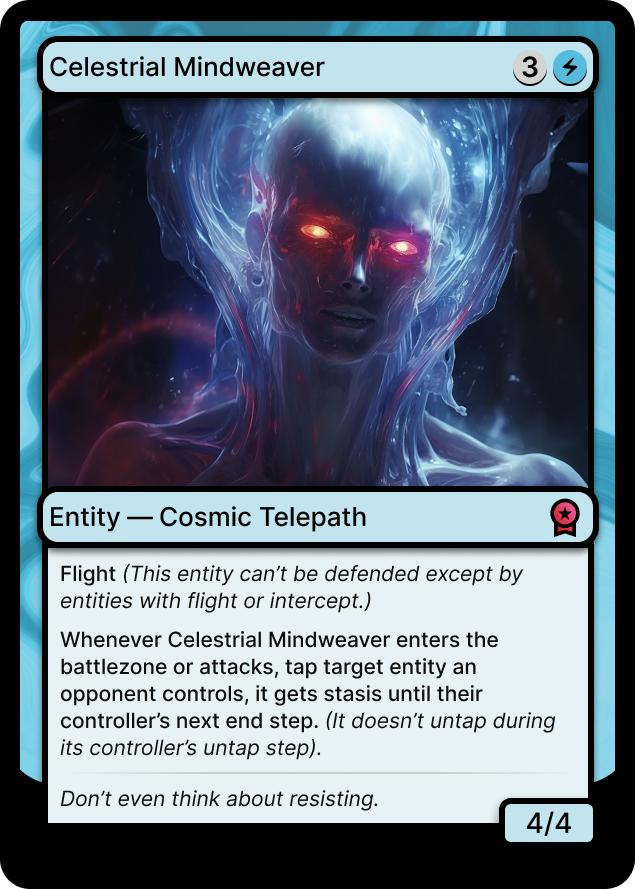 Celestrial Mindweaver
3
Entity — Cosmic Telepath
Flight (This entity can’t be defended except by
entities with flight or intercept.)
Whenever Celestrial Mindweaver enters the
battlezone or attacks, tap target entity an
opponent controls, it gets stasis until their
controller’s next end step. (It doesn’t untap during
its controller’s untap step).
Don’t even think about resisting.
4/4